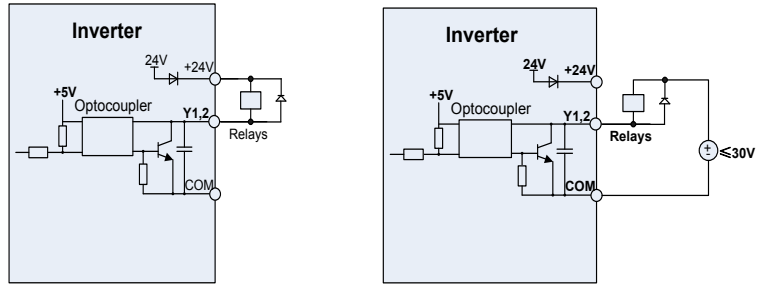 Inverter
24V
+24V
+5V
Optocoupler
Y1,2
Relays
COM
Inverter
24V
+24V
+5V
Optocoupler
Y1,2
Relays
+
-
≤30V
COM